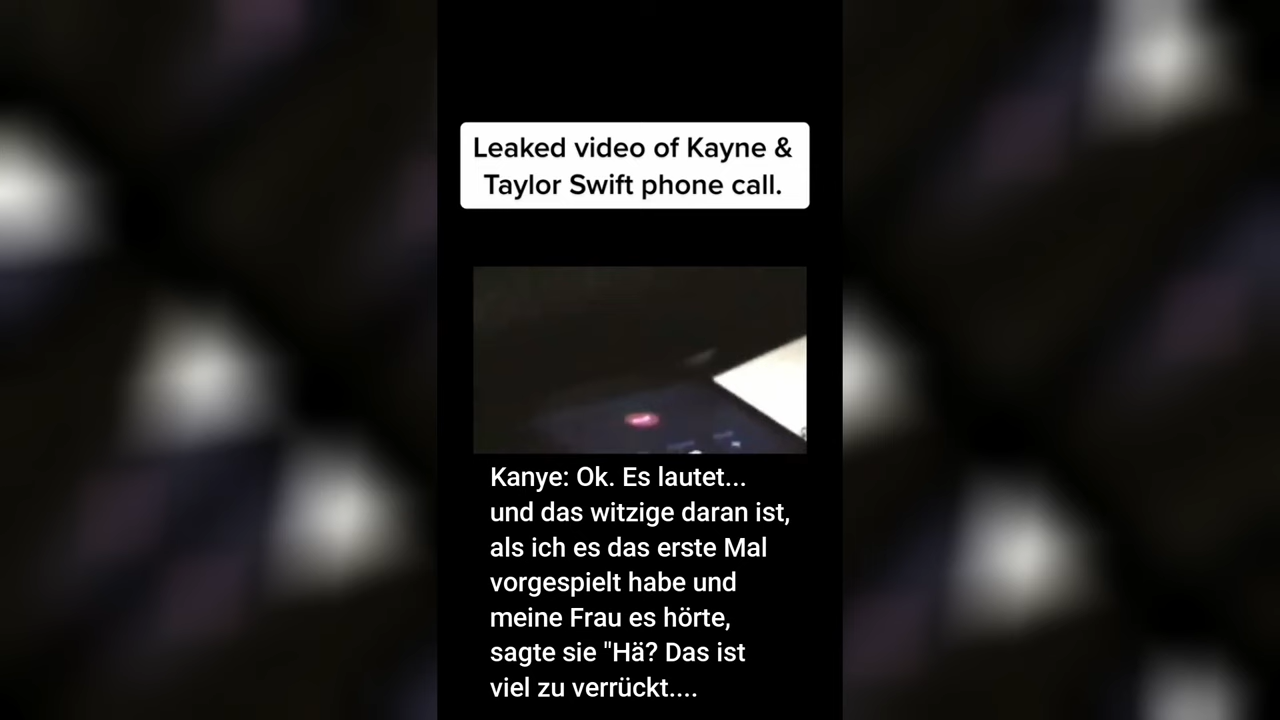 Leaked video of Kayne &
Taylor Swift phone call.
Kanye: Ok. Es lautet...
und das witzige daran ist,
als ich es das erste Mal
vorgespielt habe und
meine Frau es hörte,
sagte sie "Hä? Das ist
viel zu verrückt....